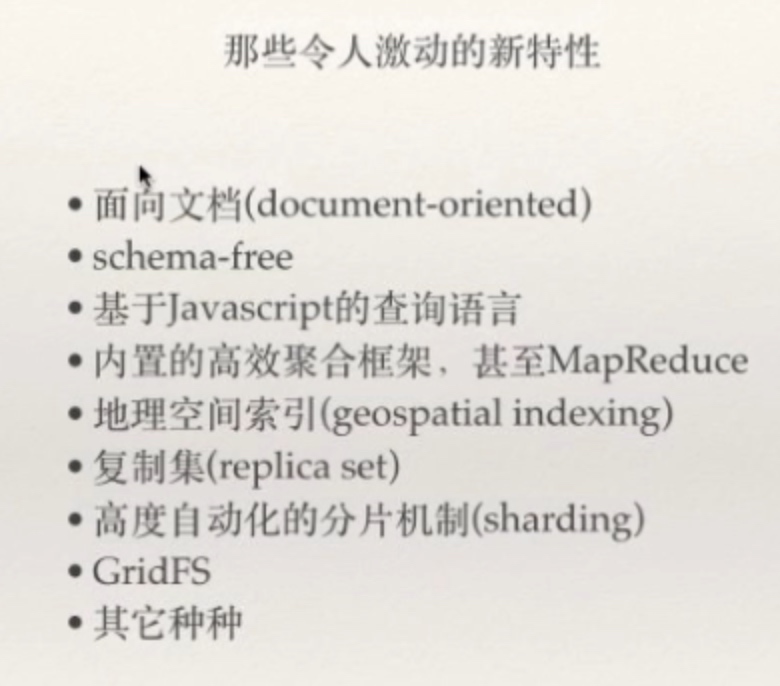 那些令人激动的新特性
• 面向文档(document-oriented)
• schema-free
• 基于Javascript的查询语言
• 内置的高效聚合框架，甚至MapReduce
• 地理空间索引(geospatial indexing)
• 复制集(replica set)
• 高度自动化的分片机制(sharding)
• GridFS
• 其它种种